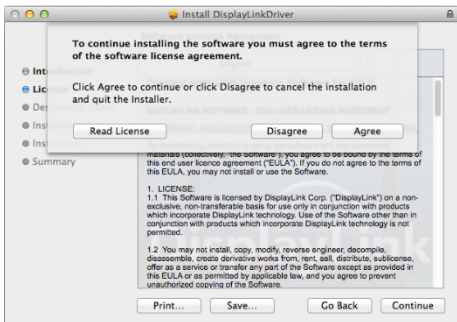 Install DisplayLinkDriver
To continue installing the software you must agree to the terms
of the software license agreement.
Click Agree to continue or click Disagree to cancel the installation
and quit the Installer.
Read License
Disagree
Agree
Summary
materials (collectively, "the Software"), you agree to be bound by the terms of
this end user license agreement ("EULA"). If you do not agree to the terms of
this EULA, you may not install or use the Software.
1. LICENSE:
1.1 This Software is licensed by DisplayLink Corp. ("DisplayLink") on a non-
exclusive, non-transferable basis for use only in conjunction with products
which incorporate DisplayLink technology. Use of the Software other than in
conjunction with products which incorporate DisplayLink technology is not
permitted.
1.2 You may not install, copy, modify, reverse engineer, decompile,
disassemble, create derivative works from, rent, sell, distribute, sublicense,
offer as a service or transfer any part of the Software except as provided in
this EULA or as permitted by applicable law, and you agree to prevent
unauthorized copying of the Software.
Print...
Save...
Go Back
Continue